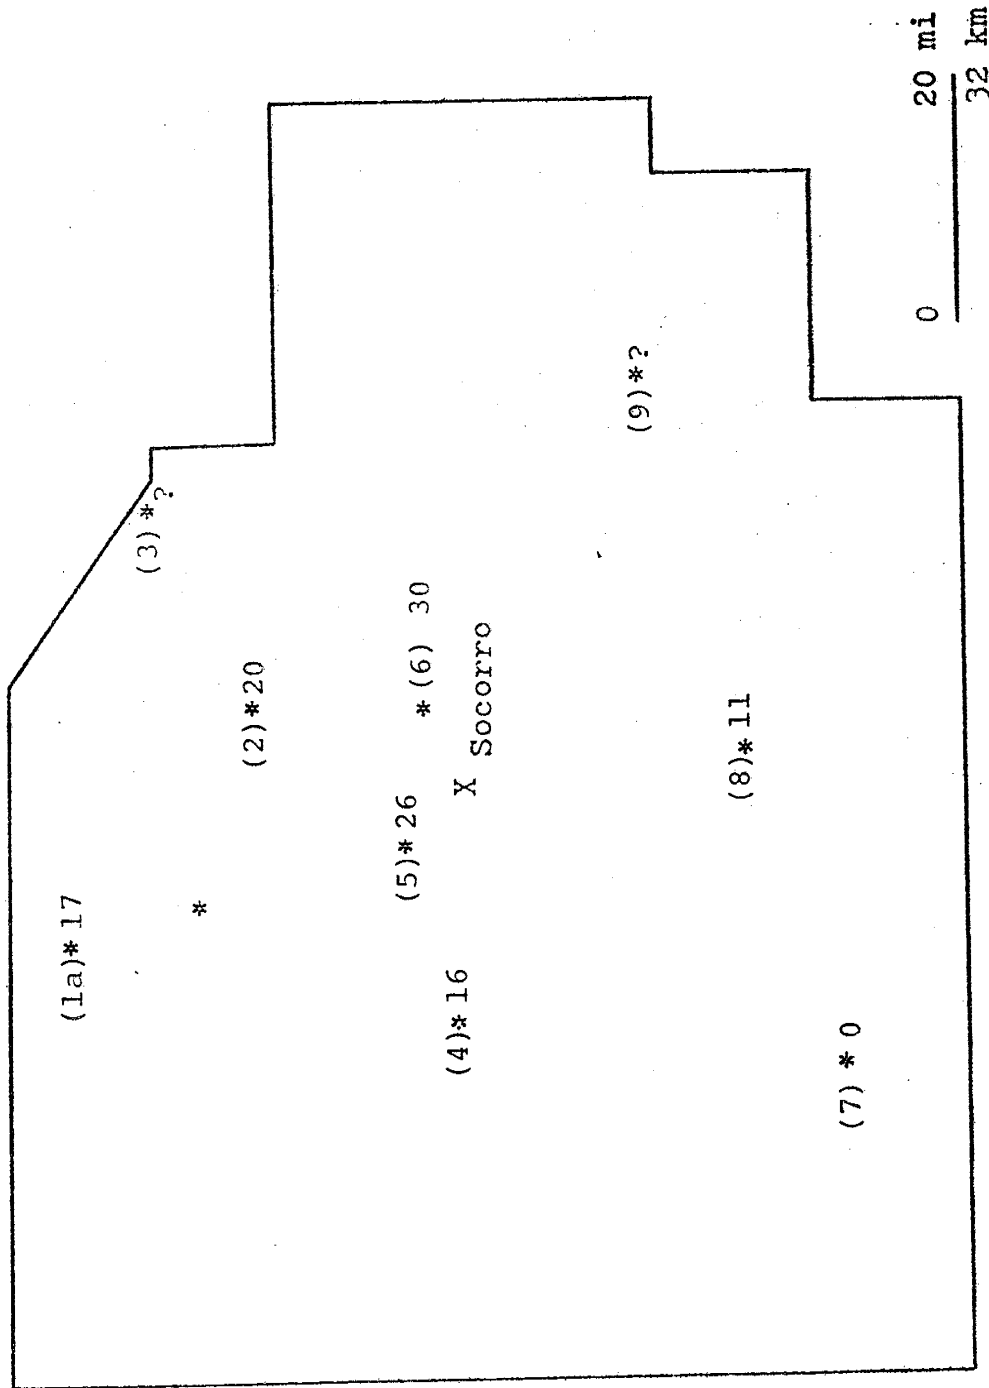 (1a)* 17
*
(3) *?
(2)*20
(5)* 26
*(6) 30
X
Socorro
(4)* 16
(9)*?
(8)* 11
(7) * 0
0 20 mi
32 km